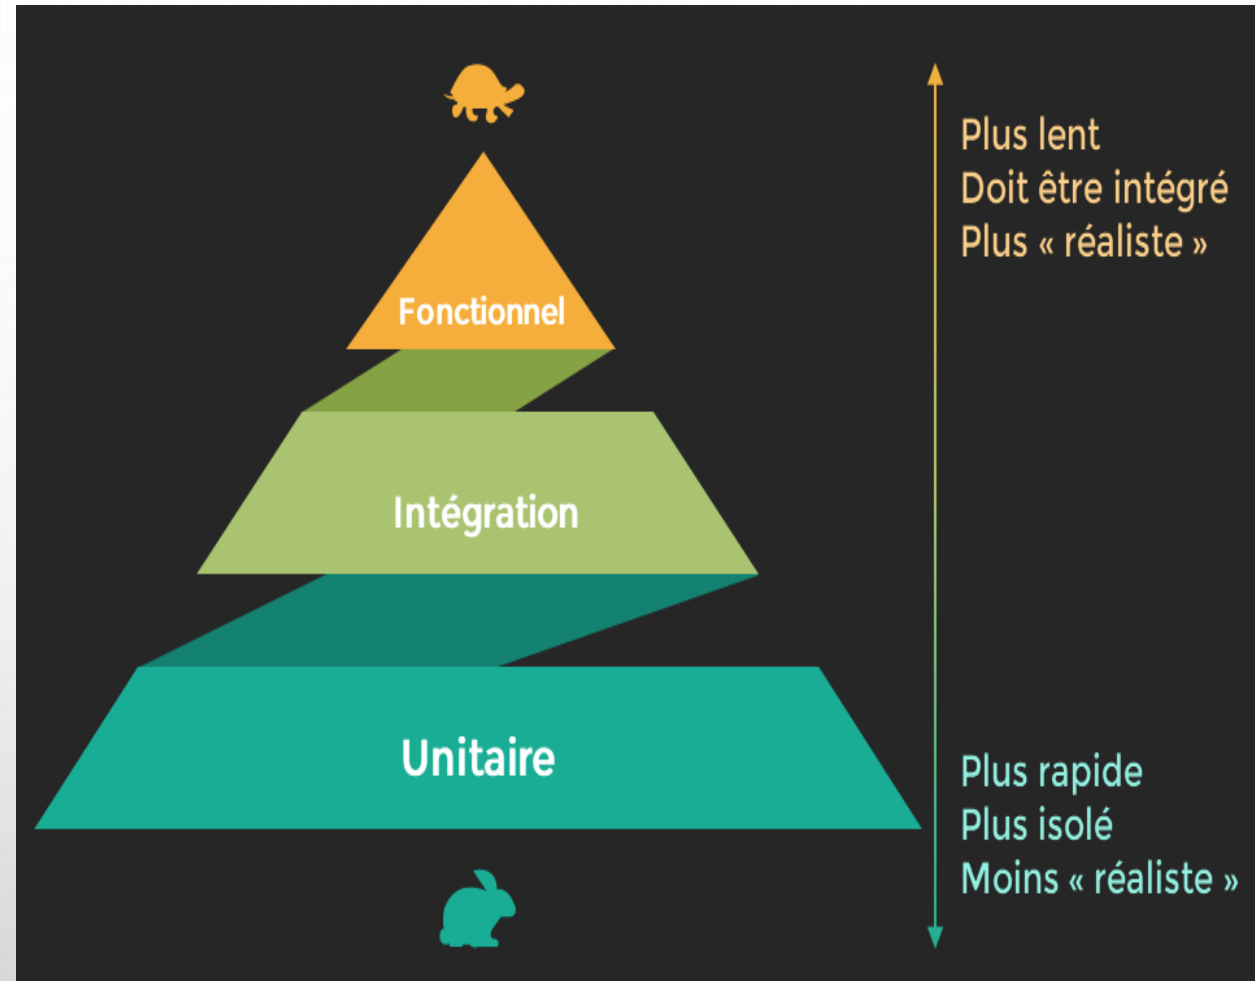 Plus lent
Doit être intégré
Plus « réaliste »
Fonctionnel
Intégration
Unitaire
Plus rapide
Plus isolé
Moins « réaliste »